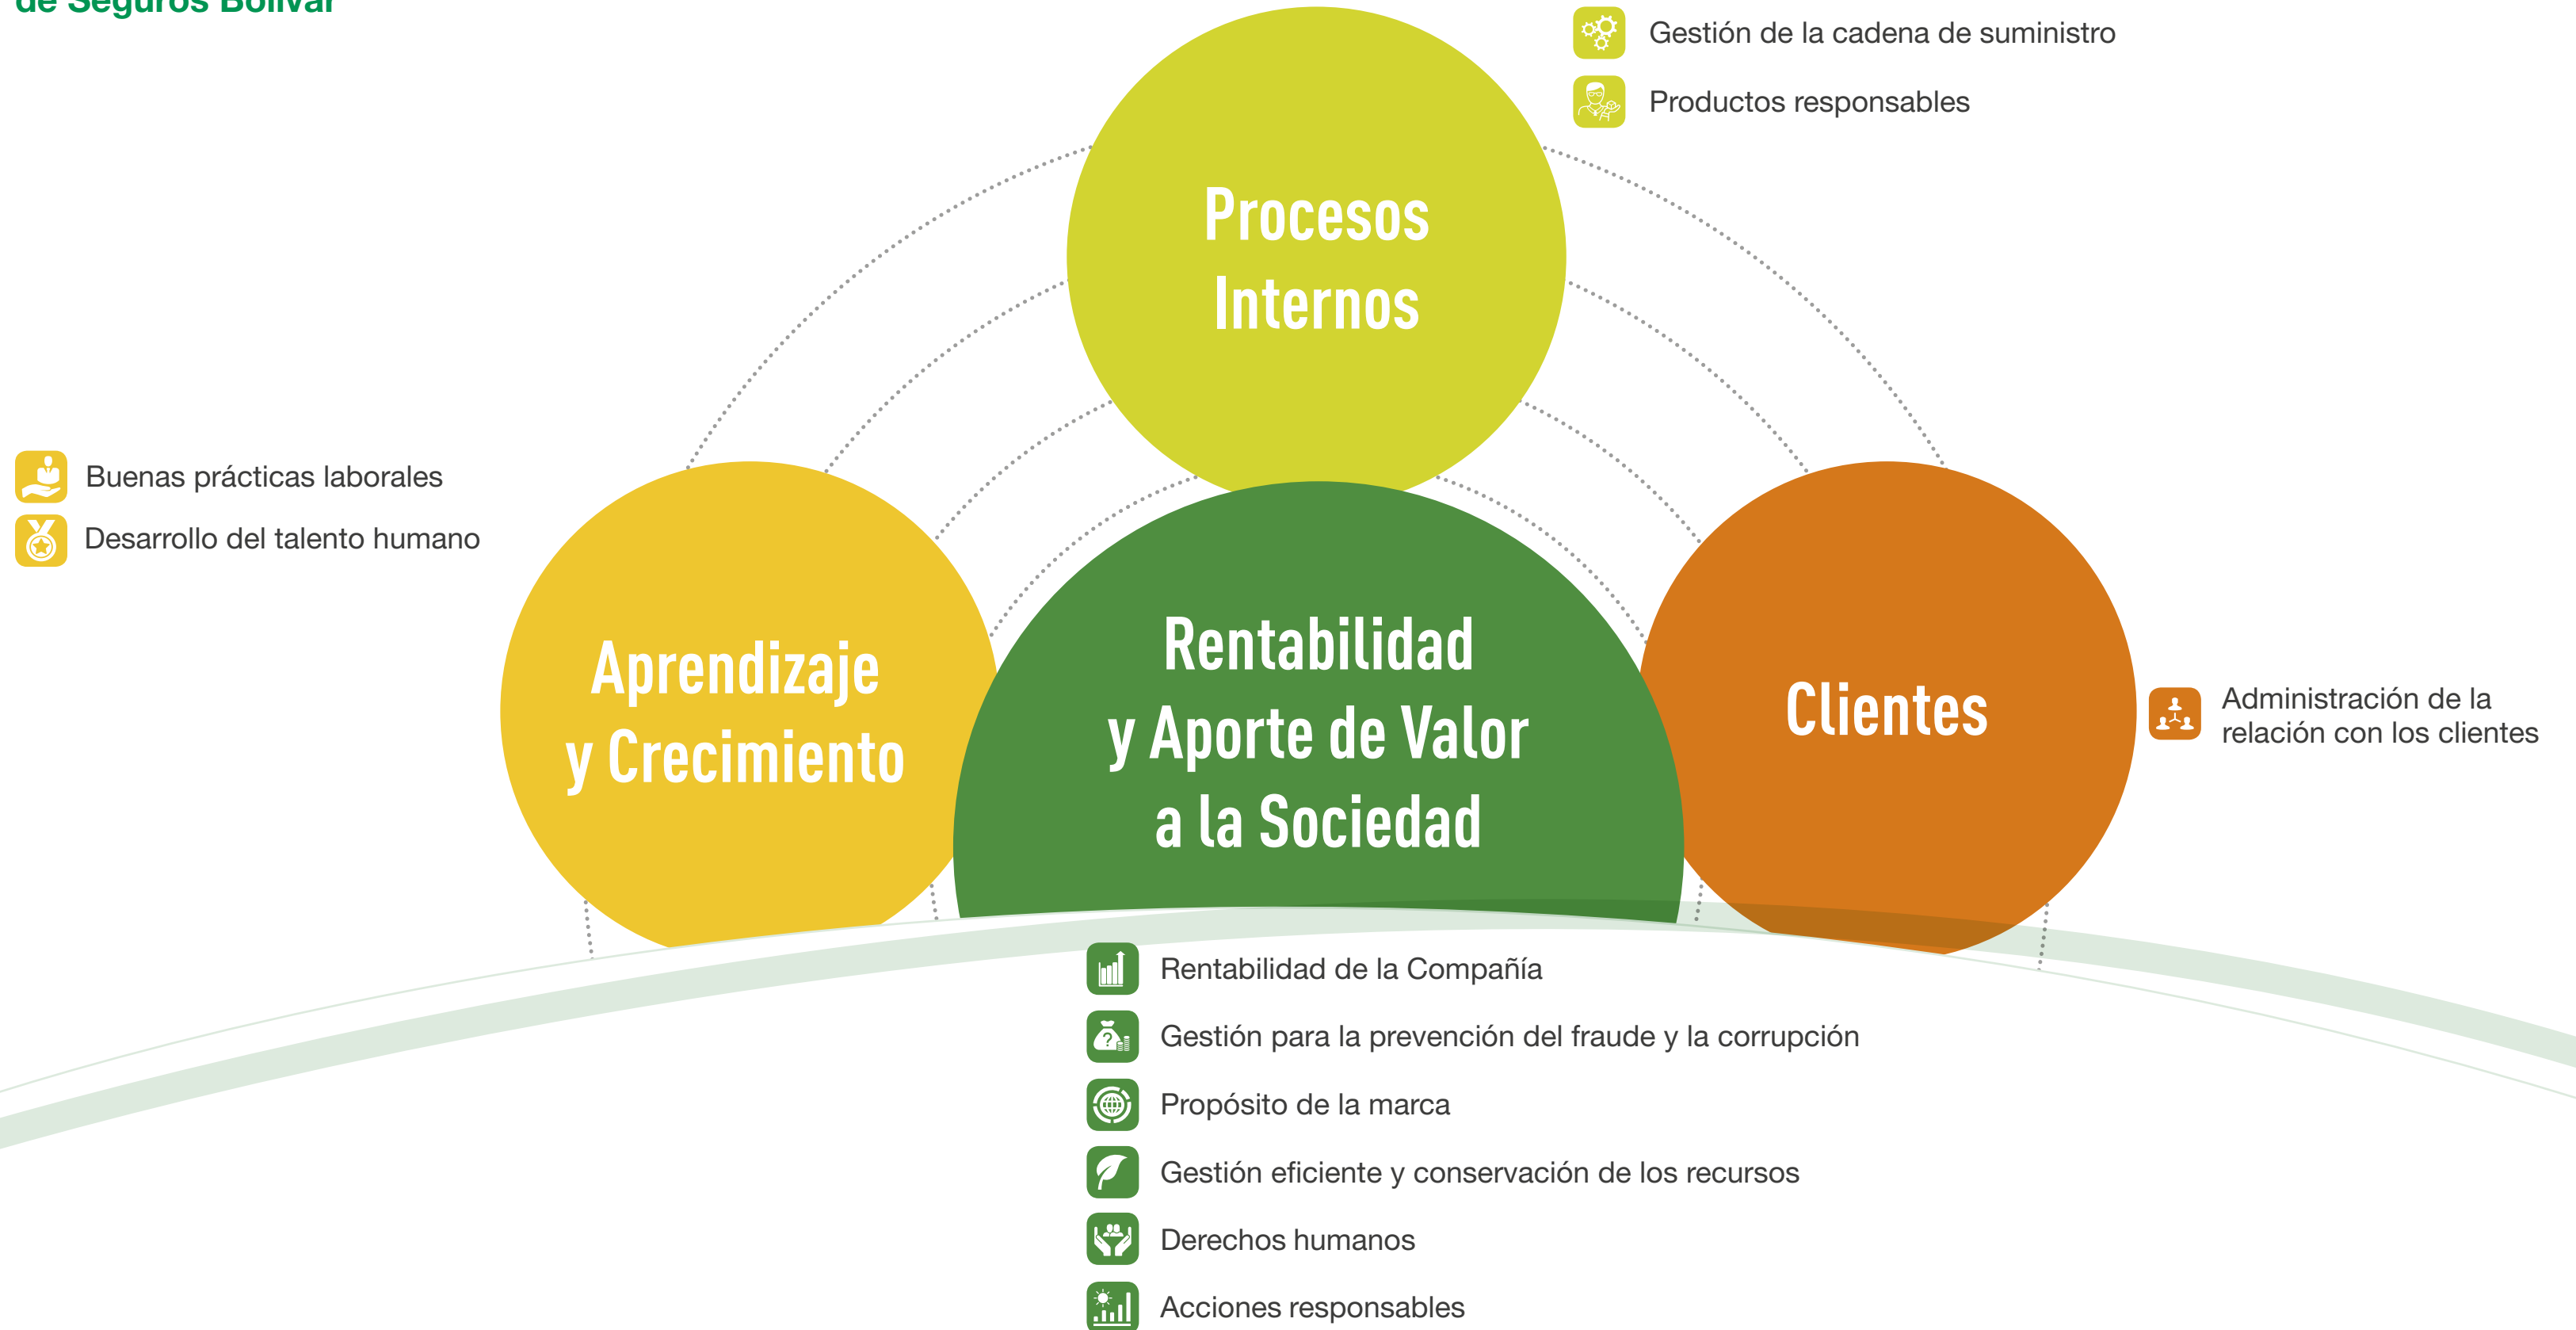 de Seguros Bolívar
Gestión de la cadena de suministro
Productos responsables
Procesos
Internos
Buenas prácticas laborales
Desarrollo del talento humano
Aprendizaje
y Crecimiento
Rentabilidad
y Aporte de Valor
a la Sociedad
Clientes
Administración de la
relación con los clientes
Rentabilidad de la Compañía
Gestión para la prevención del fraude y la corrupción
Propósito de la marca
Gestión eficiente y conservación de los recursos
Derechos humanos
Acciones responsables